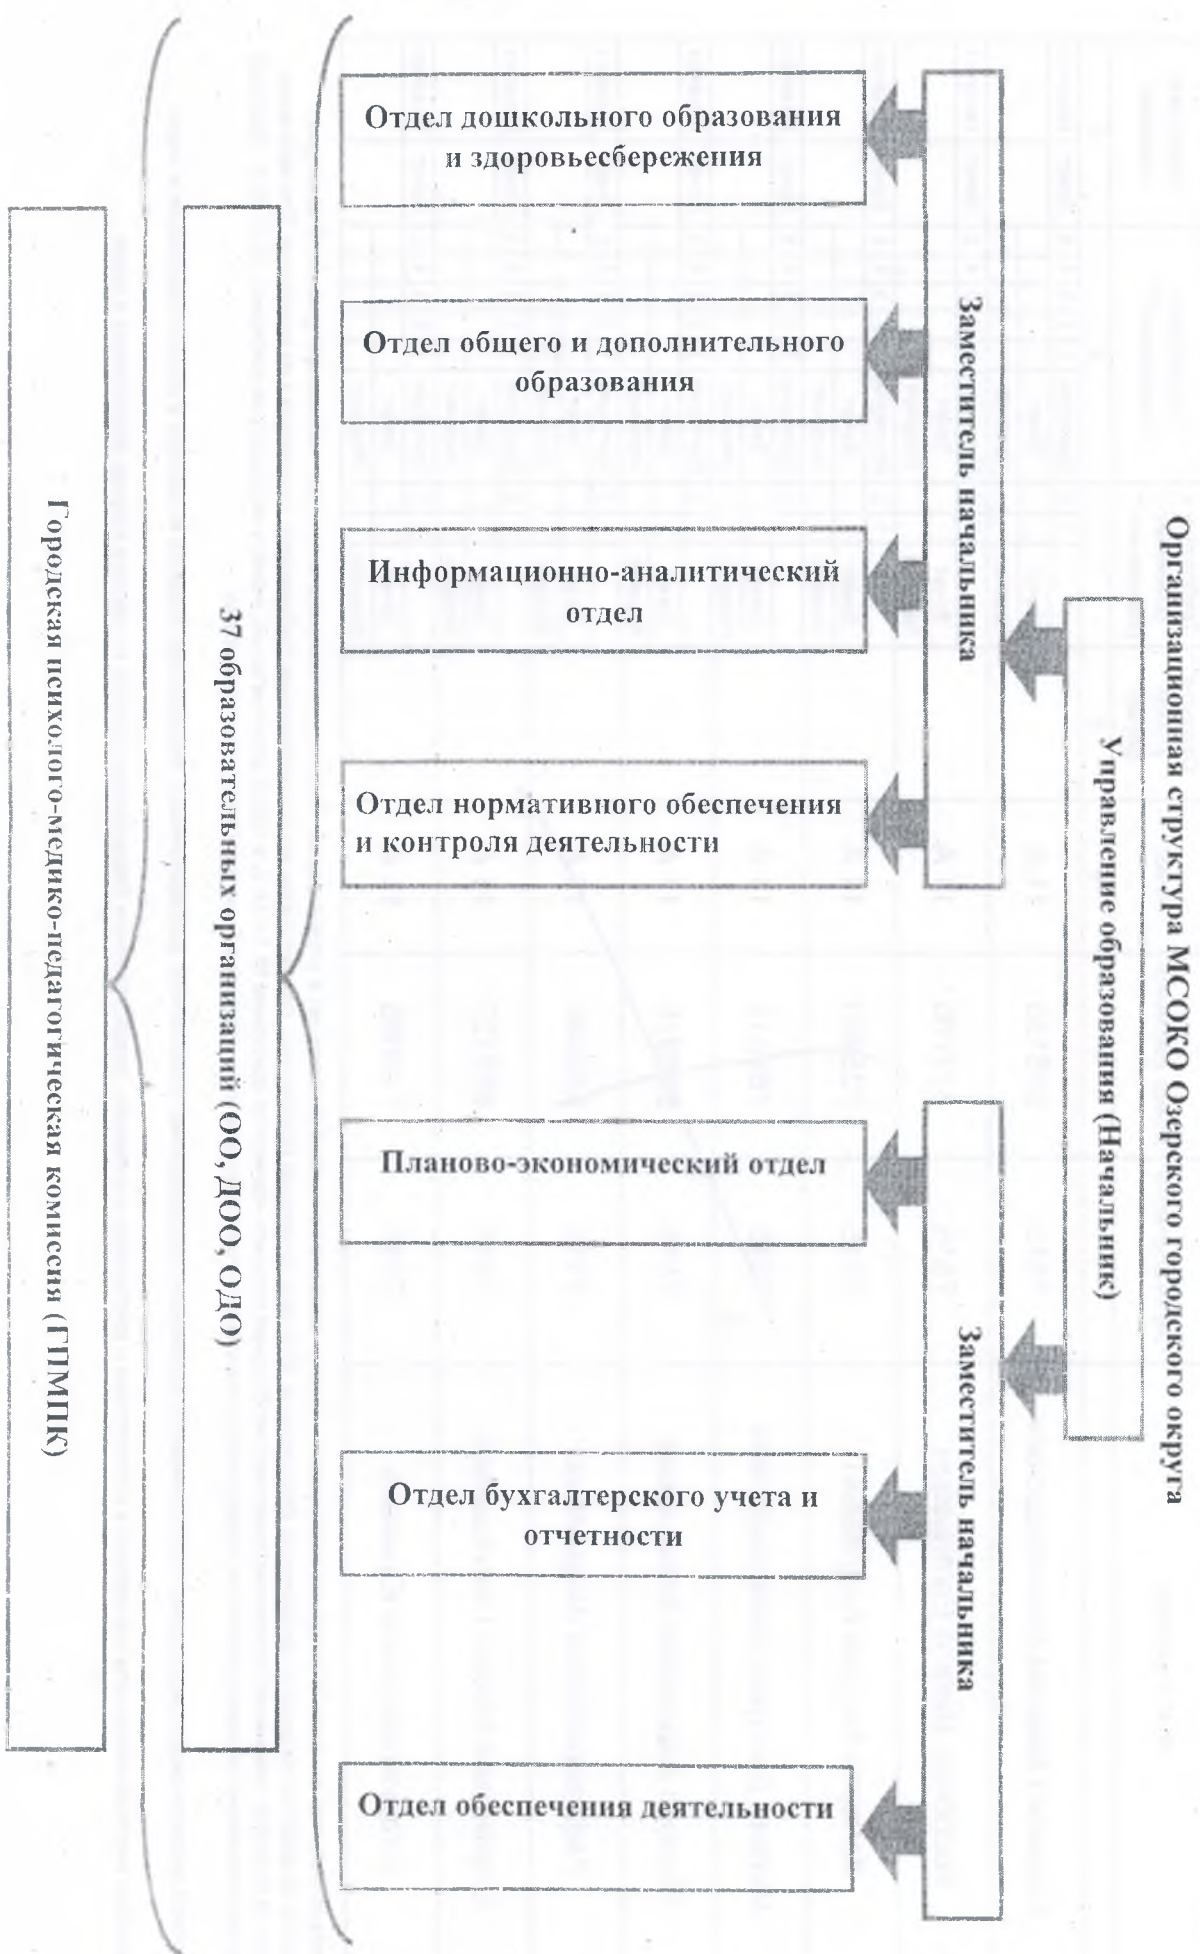 Организационная структура МСОКО Озерского городского округа
Управление образования (Начальник)
Заместитель начальника
Заместитель начальника
Отдел дошкольного образования
и здоровьесбережения
Отдел общего и дополнительного
образования
Информационно-аналитический
отдел
Отдел нормативного обеспечения
и контроля деятельности
Планово-экономический отдел
Отдел бухгалтерского учета и
отчетности
Отдел обеспечения деятельности
37 образовательных организаций (ОО, ДОО, ОДО)
Городская психолого-медико-педагогическая комиссия (ГПМПК)